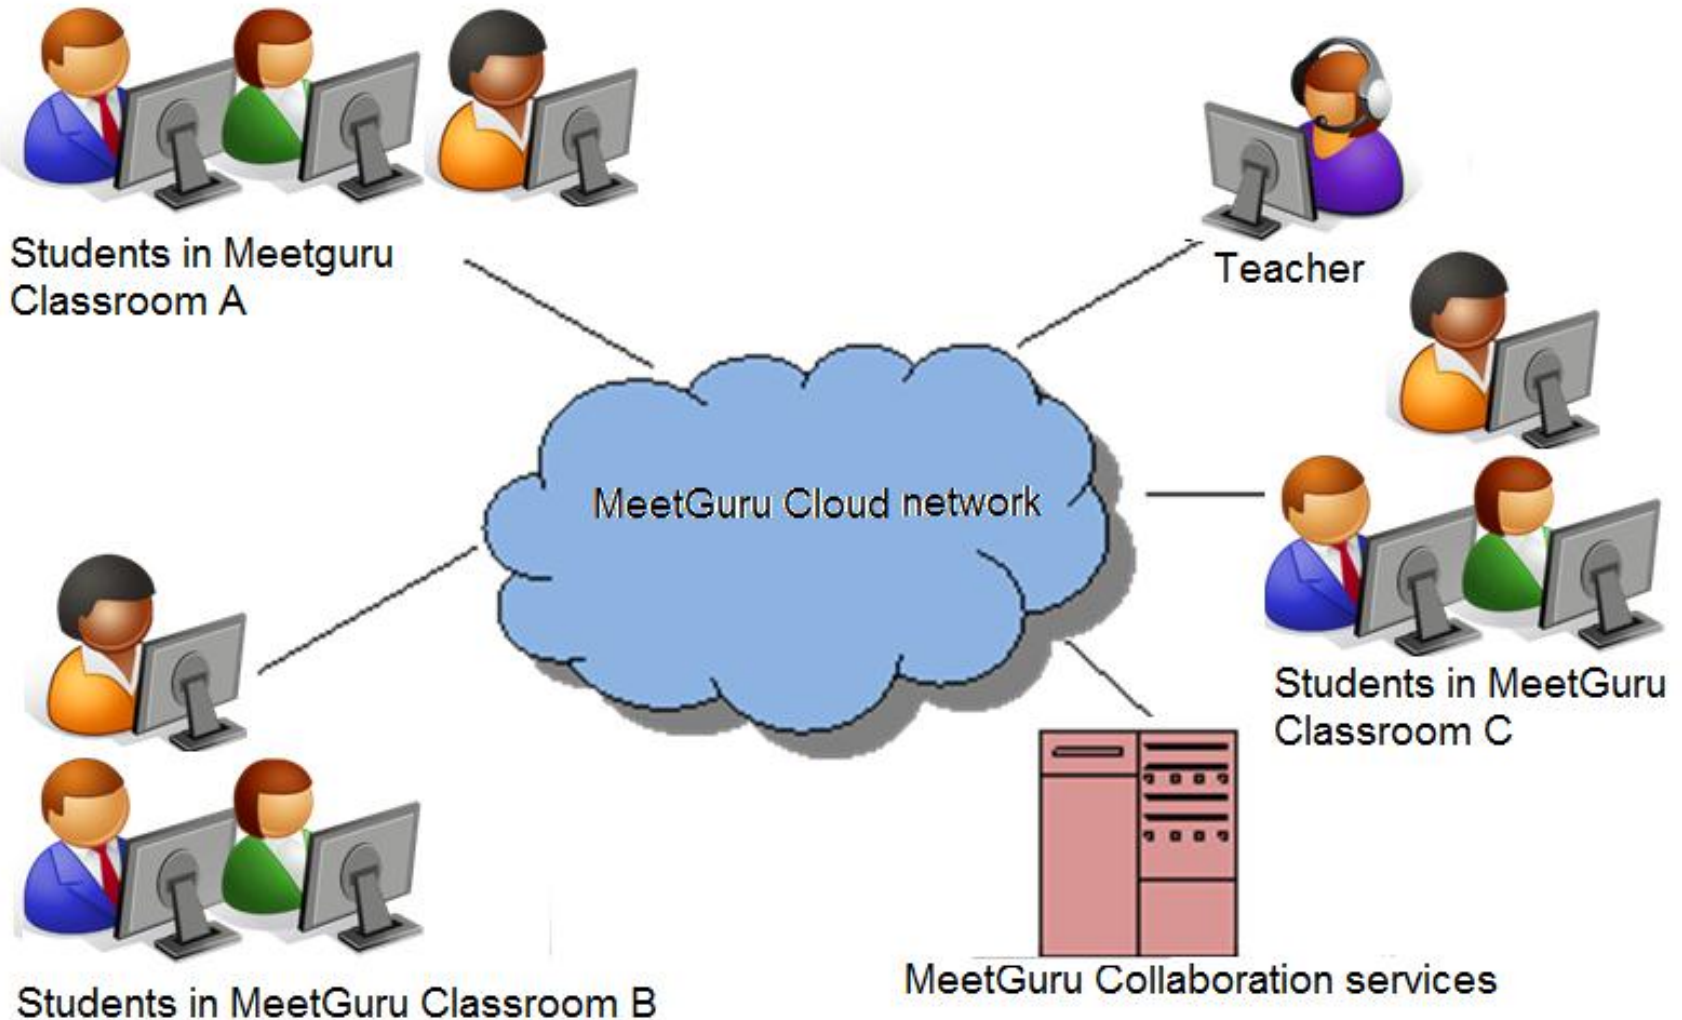 Students in Meetguru
Classroom A
Teacher
MeetGuru Cloud network
Students in MeetGuru
Classroom C
MeetGuru Collaboration services
Students in MeetGuru Classroom B